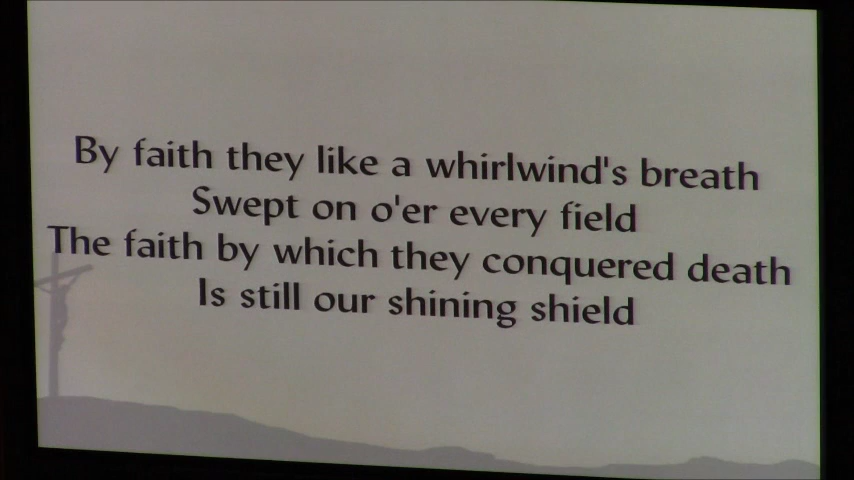 By faith they like a whirlwind's breath
Swept on o'er every field
The faith by which they conquered death
Is still our shining shield